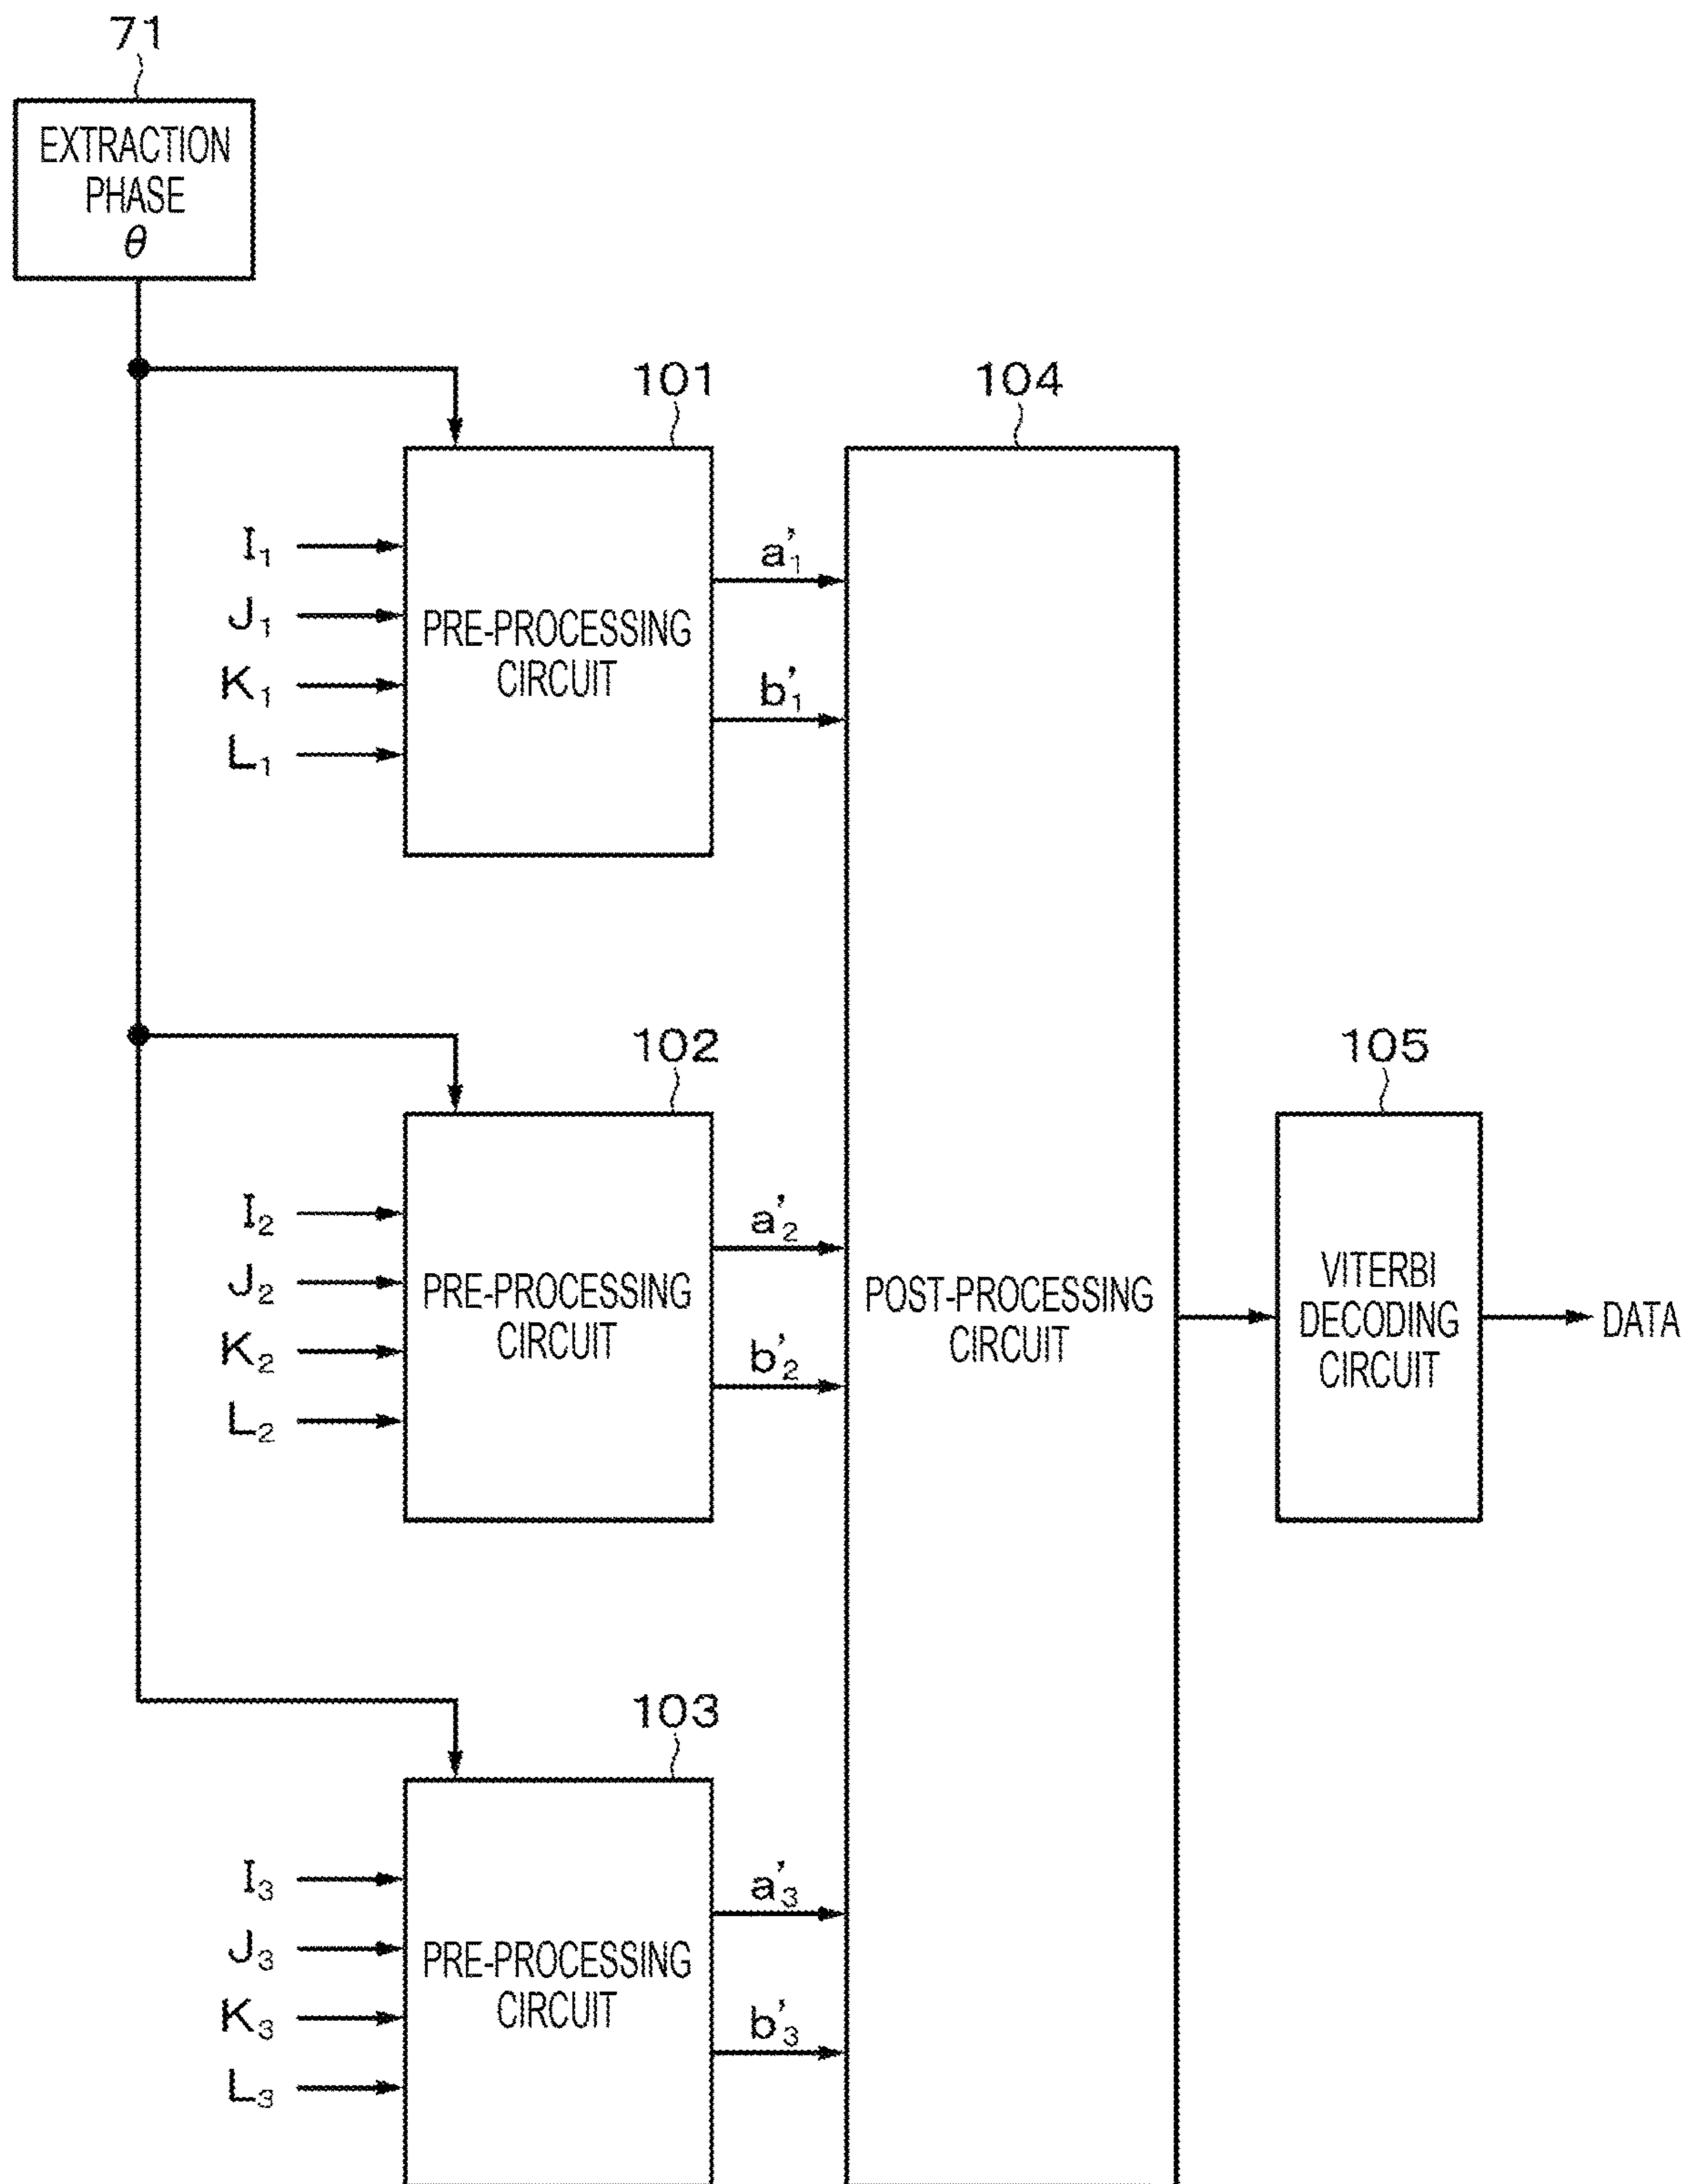 71
EXTRACTION
PHASE
θ
101
104
I₁
J₁
K₁
L₁
PRE-PROCESSING
CIRCUIT
a'₁
b'₁
102
105
I₂
J₂
K₂
L₂
PRE-PROCESSING
CIRCUIT
a'₂
b'₂
POST-PROCESSING
CIRCUIT
VITERBI
DECODING
CIRCUIT
DATA
103
I₃
J₃
K₃
L₃
PRE-PROCESSING
CIRCUIT
a'₃
b'₃